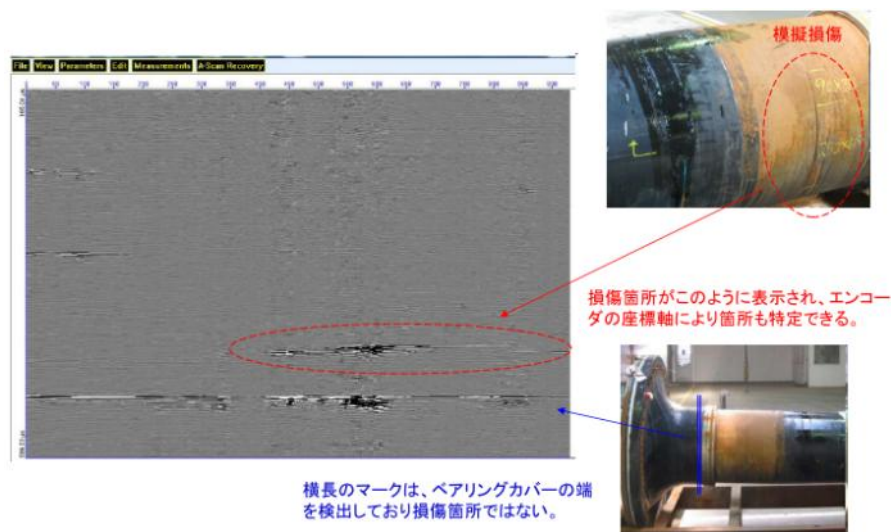 模擬損傷
File View Parameters Edit Measurements A-Scan Recovery
損傷箇所がこのように表示され、エンコー
ダの座標軸により箇所も特定できる。
横長のマークは、ベアリングカバーの端
を検出しており損傷箇所ではない。